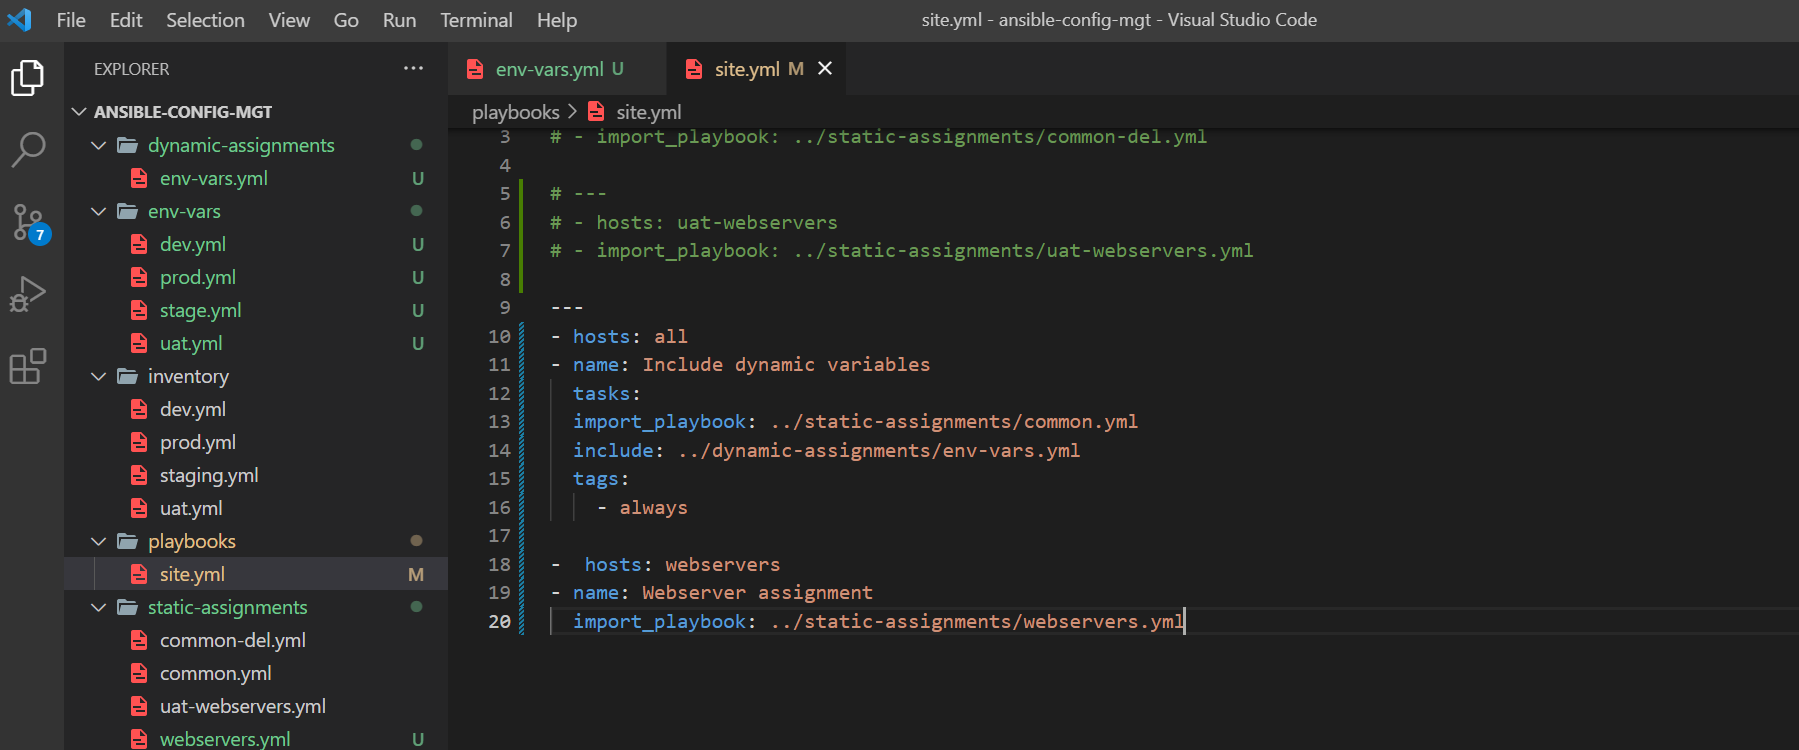 File Edit Selection View Go Run Terminal Help
site.yml - ansible-config-mgt - Visual Studio Code
EXPLORER ···
ANSIBLE-CONFIG-MGT
dynamic-assignments
env-vars.yml U
env-vars
dev.yml U
prod.yml U
stage.yml U
uat.yml U
inventory
dev.yml
prod.yml
staging.yml
uat.yml
playbooks
site.yml M
static-assignments
common-del.yml
common.yml
uat-webservers.yml
webservers.yml U
7
env-vars.yml U
site.yml M
playbooks > site.yml
3 # - import_playbook: ../static-assignments/common-del.yml
4
5 # ---
6 # - hosts: uat-webservers
7 # - import_playbook: ../static-assignments/uat-webservers.yml
8
9 ---
10 - hosts: all
11 - name: Include dynamic variables
12 tasks:
13 import_playbook: ../static-assignments/common.yml
14 include: ../dynamic-assignments/env-vars.yml
15 tags:
16 - always
17
18 -  hosts: webservers
19 - name: Webserver assignment
20 import_playbook: ../static-assignments/webservers.yml